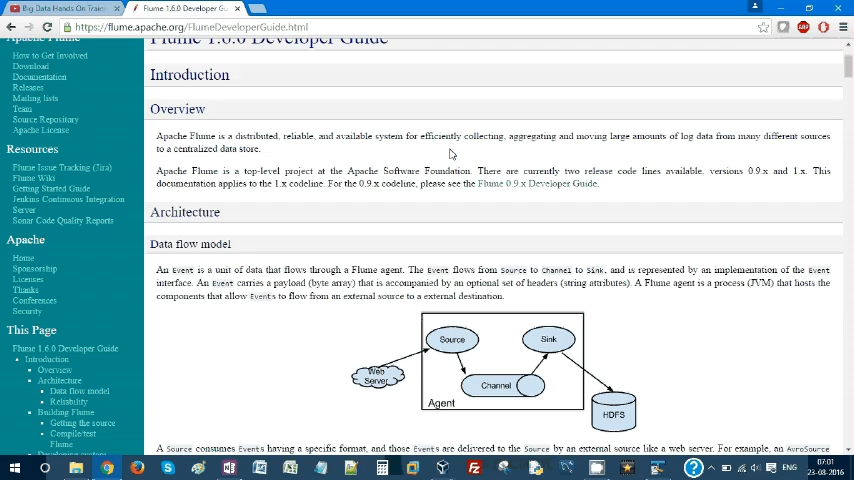 Big Data Hands On Traini
Flume 1.6.0 Developer Gu
https://flume.apache.org/FlumeDeveloperGuide.html
Apache Flume
How to Get Involved
Download
Documentation
Releases
Mailing lists
Team
Source Repository
Apache License
Resources
Flume Issue Tracking (Jira)
Flume Wiki
Getting Started Guide
Jenkins Continuous Integration
Server
Sonar Code Quality Reports
Apache
Home
Sponsorship
Licenses
Thanks
Conferences
Security
This Page
Flume 1.6.0 Developer Guide
Introduction
Overview
Architecture
Data flow model
Reliability
Building Flume
Getting the source
Compile/test
Flume
Flume 1.6.0 Developer Guide
Introduction
Overview
Apache Flume is a distributed, reliable, and available system for efficiently collecting, aggregating and moving large amounts of log data from many different sources
to a centralized data store.
Apache Flume is a top-level project at the Apache Software Foundation. There are currently two release code lines available, versions 0.9.x and 1.x. This
documentation applies to the 1.x codeline. For the 0.9.x codeline, please see the Flume 0.9.x Developer Guide.
Architecture
Data flow model
An Event is a unit of data that flows through a Flume agent. The Event flows from Source to Channel to Sink, and is represented by an implementation of the Event
interface. An Event carries a payload (byte array) that is accompanied by an optional set of headers (string attributes). A Flume agent is a process (JVM) that hosts the
components that allow Events to flow from an external source to a external destination.
Source
Sink
Web
Server
Channel
Agent
HDFS
A Source consumes Events having a specific format, and those Events are delivered to the Source by an external source like a web server. For example, an AvroSource
ENG
07:01
23-08-2016